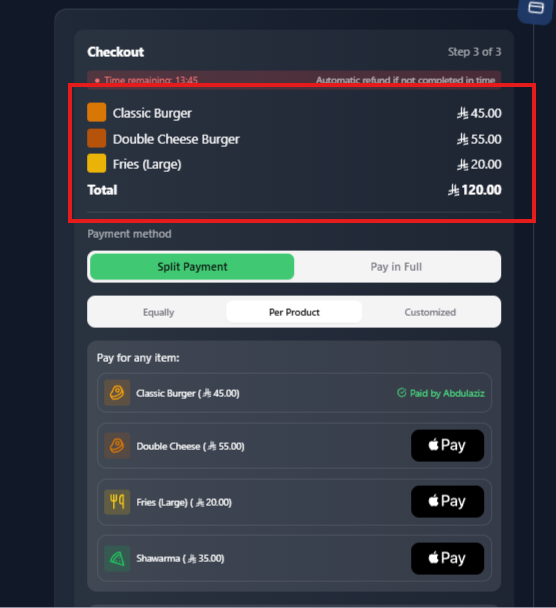 Checkout Step 3 of 3
Time remaining: 13:45 Automatic refund if not completed in time
Classic Burger ⃁45.00
Double Cheese Burger ⃁55.00
Fries (Large) ⃁20.00
Total ⃁120.00
Payment method
Split Payment Pay in Full
Equally Per Product Customized
Pay for any item:
Classic Burger (⃁45.00) Paid by Abdulaziz
Double Cheese (⃁55.00) Pay
Fries (Large) (⃁20.00) Pay
Shawarma (⃁35.00) Pay